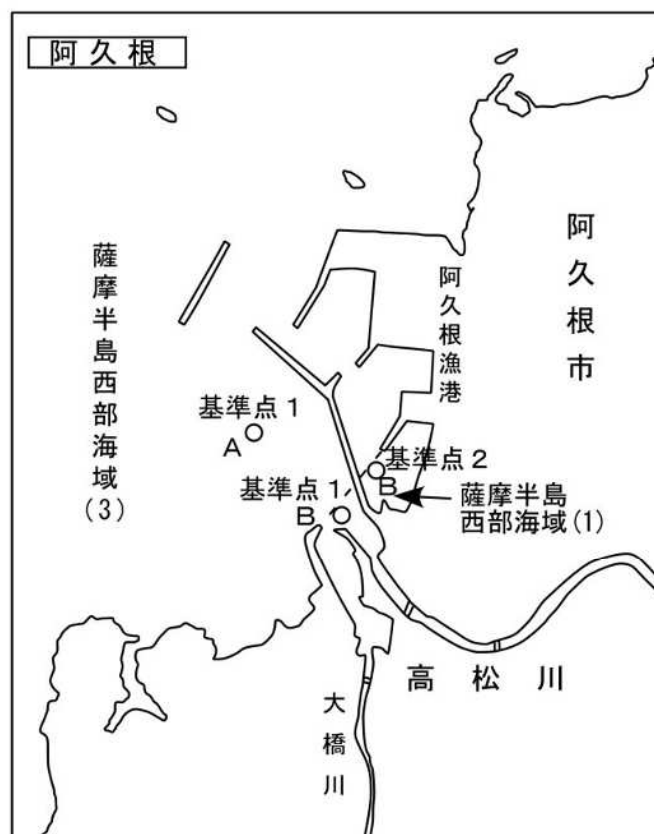 阿久根
阿久根市
阿久根漁港
薩摩半島西部海域(3)
基準点1
A
基準点2
B
基準点1
B
薩摩半島
西部海域(1)
高松川
大橋川